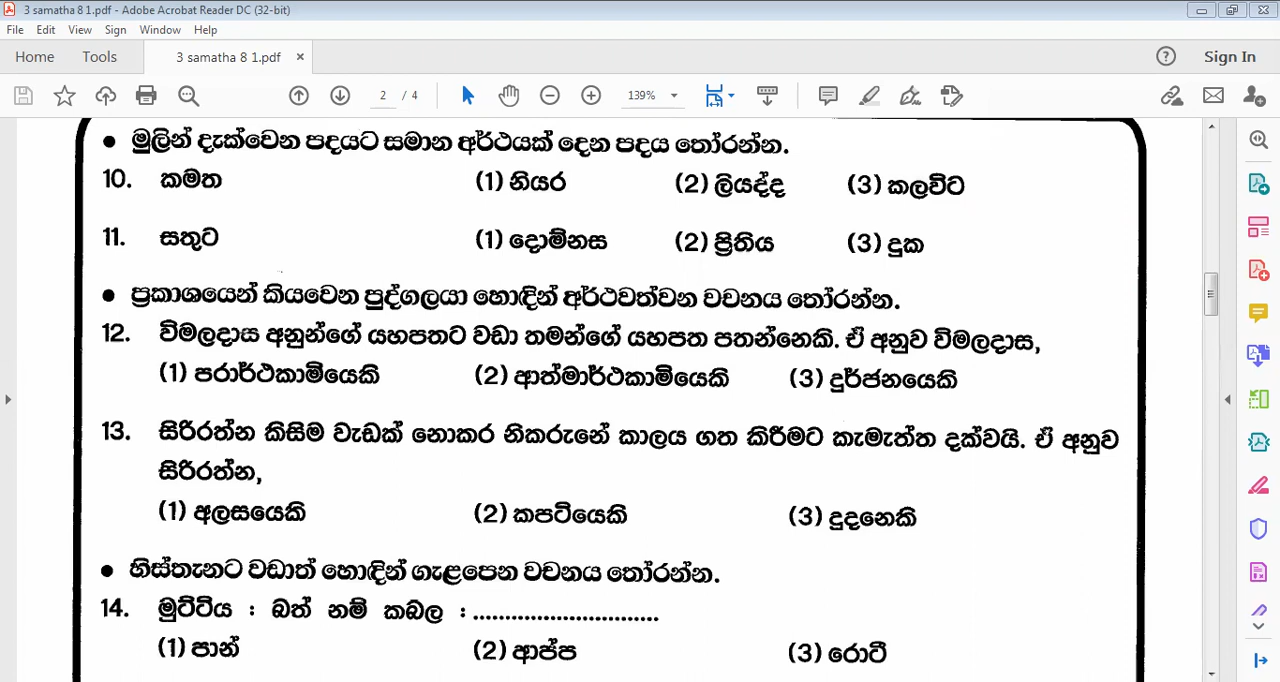 3 samatha 8 1.pdf - Adobe Acrobat Reader DC (32-bit)
File Edit View Sign Window Help
Home Tools 3 samatha 8 1.pdf × Sign In
2 / 4 139%
● මුලින් දැක්වෙන පදයට සමාන අර්ථයක් දෙන පදය තෝරන්න.
10. කමත (1) නියර (2) ලියද්ද (3) කලවිට
11. සතුට (1) දොම්නස (2) ප්‍රීතිය (3) දුක
● ප්‍රකාශයෙන් කියවෙන පුද්ගලයා හොඳින් අර්ථවත්වන වචනය තෝරන්න.
12. විමලදාස අනුන්ගේ යහපතට වඩා තමන්ගේ යහපත පතන්නෙකි. ඒ අනුව විමලදාස,
(1) පරාර්ථකාමියෙකි (2) ආත්මාර්ථකාමියෙකි (3) දුර්ජනයෙකි
13. සිරිරත්න කිසිම වැඩක් නොකර නිකරුනේ කාලය ගත කිරීමට කැමැත්ත දක්වයි. ඒ අනුව
සිරිරත්න,
(1) අලසයෙකි (2) කපටියෙකි (3) දුදනෙකි
● හිස්තැනට වඩාත් හොඳින් ගැළපෙන වචනය තෝරන්න.
14. මුට්ටිය : බත් නම් කබල : .............................
(1) පාන් (2) ආප්ප (3) රොටී